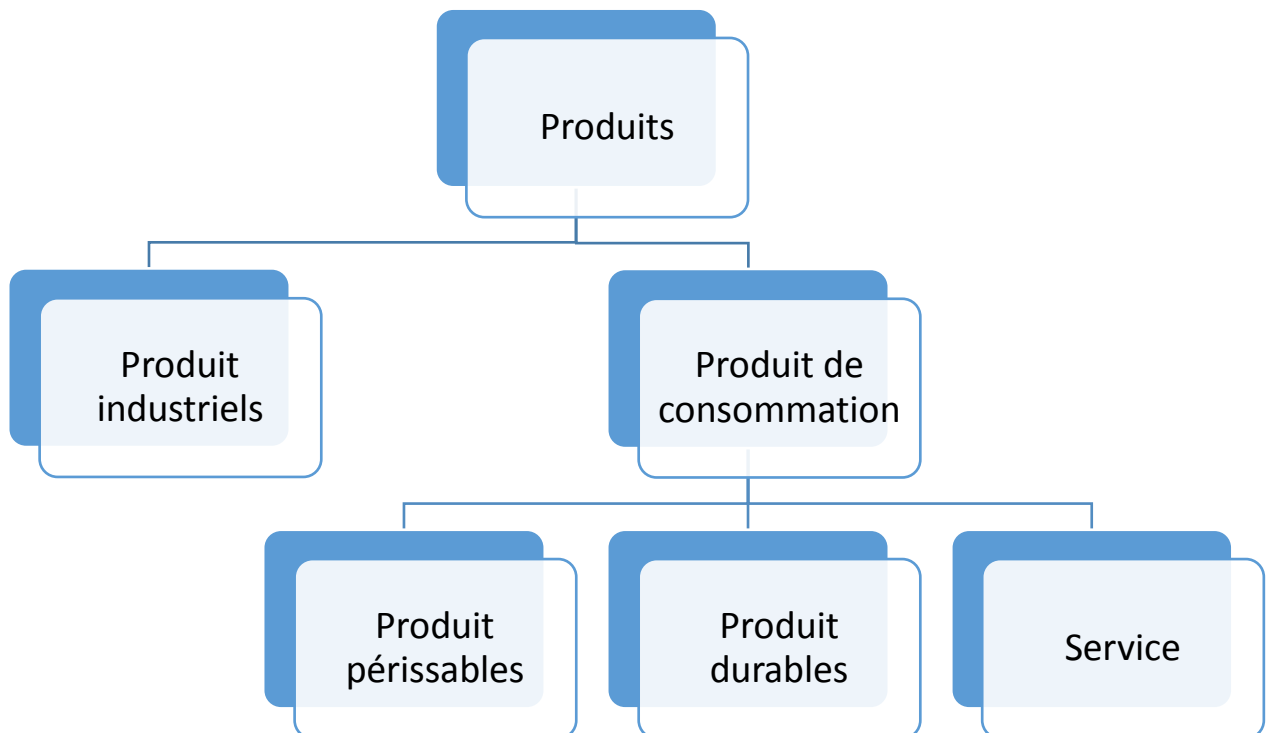 Produits
Produit
industriels
Produit de
consommation
Produit
périssables
Produit
durables
Service